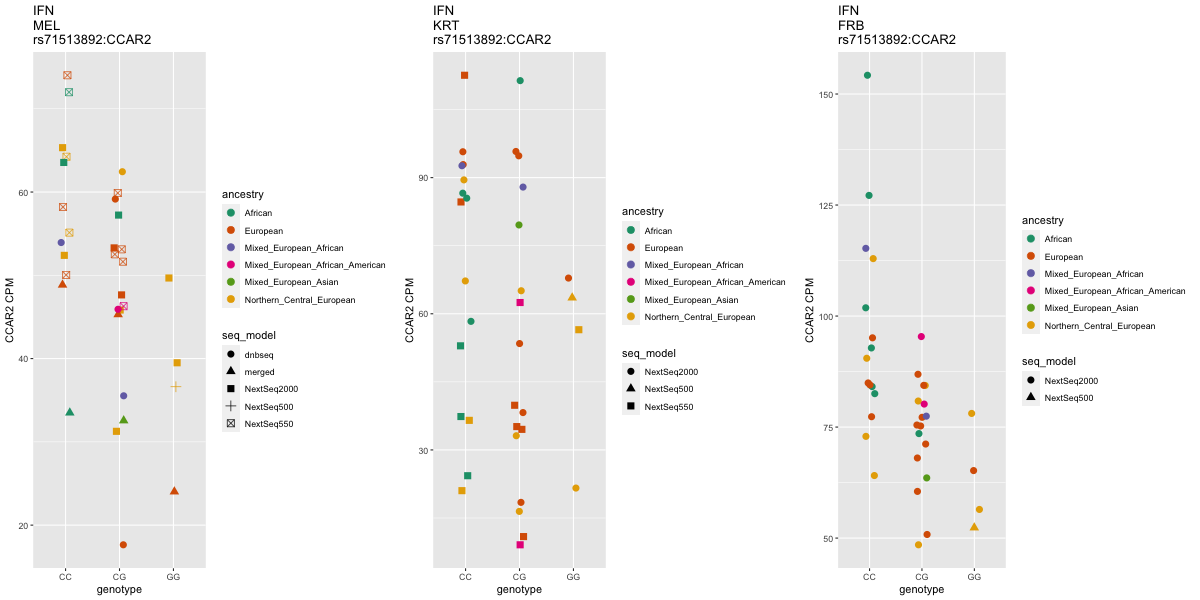 IFN
MEL
rs71513892:CCAR2
60
40
20
CCAR2 CPM
CC
CG
GG
genotype
ancestry
African
European
Mixed_European_African
Mixed_European_African_American
Mixed_European_Asian
Northern_Central_European
seq_model
dnbseq
merged
NextSeq2000
NextSeq500
NextSeq550
IFN
KRT
rs71513892:CCAR2
90
60
30
CCAR2 CPM
CC
CG
GG
genotype
ancestry
African
European
Mixed_European_African
Mixed_European_African_American
Mixed_European_Asian
Northern_Central_European
seq_model
NextSeq2000
NextSeq500
NextSeq550
IFN
FRB
rs71513892:CCAR2
150
125
100
75
50
CCAR2 CPM
CC
CG
GG
genotype
ancestry
African
European
Mixed_European_African
Mixed_European_African_American
Mixed_European_Asian
Northern_Central_European
seq_model
NextSeq2000
NextSeq500